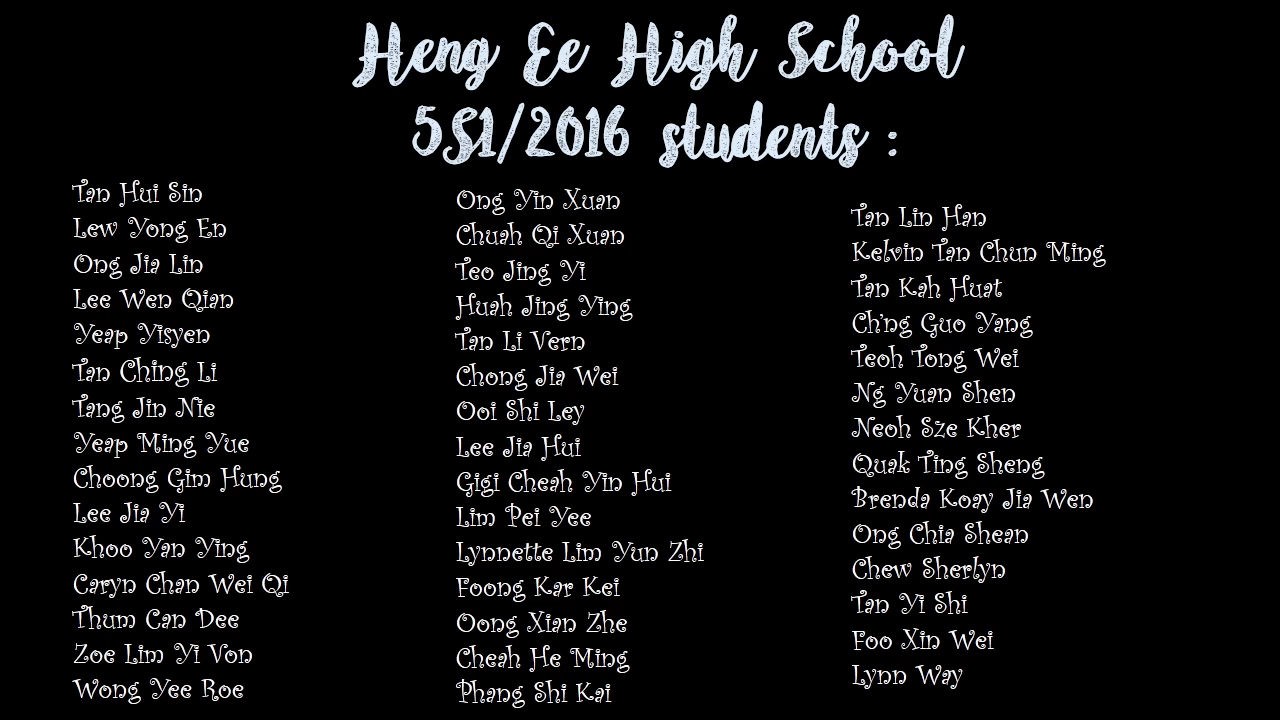 Heng Ee High School
5S1/2016 students :
Tan Hui Sin
Lew Yong En
Ong Jia Lin
Lee Wen Qian
Yeap Yisyen
Tan Ching Li
Tang Jin Nie
Yeap Ming Yue
Choong Gim Hung
Lee Jia Yi
Khoo Yan Ying
Caryn Chan Wei Qi
Thum Can Dee
Zoe Lim Yi Von
Wong Yee Roe
Ong Yin Xuan
Chuah Qi Xuan
Teo Jing Yi
Huah Jing Ying
Tan Li Vern
Chong Jia Wei
Ooi Shi Ley
Lee Jia Hui
Gigi Cheah Yin Hui
Lim Pei Yee
Lynnette Lim Yun Zhi
Foong Kar Kei
Oong Xian Zhe
Cheah He Ming
Phang Shi Kai
Tan Lin Han
Kelvin Tan Chun Ming
Tan Kah Huat
Ch'ng Guo Yang
Teoh Tong Wei
Ng Yuan Shen
Neoh Sze Kher
Quak Ting Sheng
Brenda Koay Jia Wen
Ong Chia Shean
Chew Sherlyn
Tan Yi Shi
Foo Xin Wei
Lynn Way